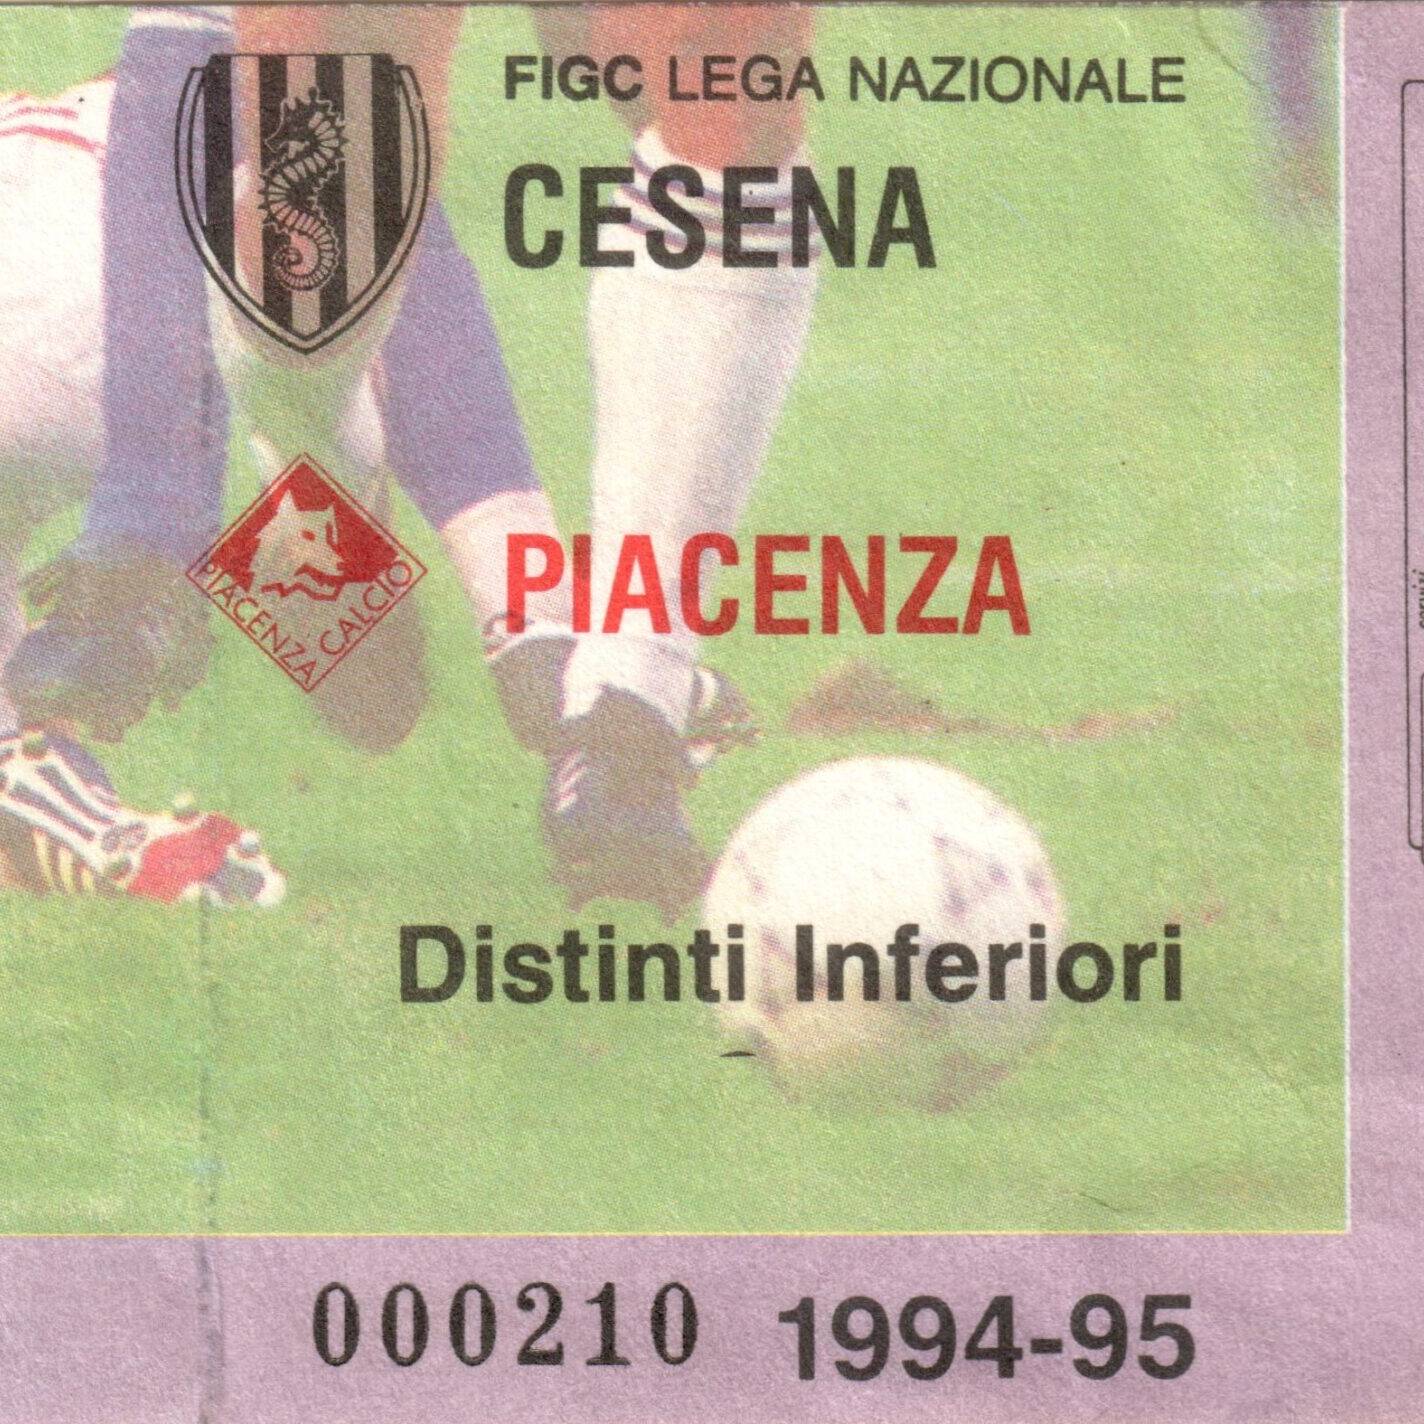 FIGC LEGA NAZIONALE
CESENA
PIACENZA CALCIO
PIACENZA
Distinti Inferiori
000210 1994-95